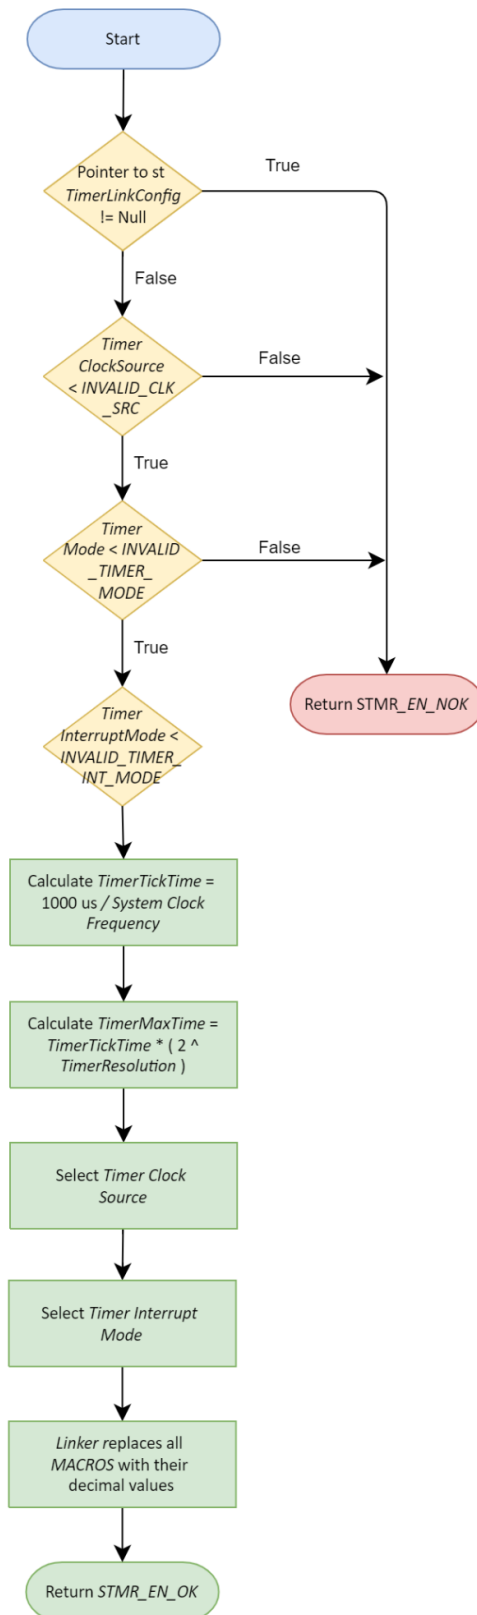 Start
Pointer to st
TimerLinkConfig
!= Null
True
False
Timer
ClockSource
< INVALID_CLK
_SRC
False
True
Timer
Mode < INVALID
_TIMER_
MODE
False
True
Return STMR_EN_NOK
Timer
InterruptMode <
INVALID_TIMER_
INT_MODE
Calculate TimerTickTime =
1000 us / System Clock
Frequency
Calculate TimerMaxTime =
TimerTickTime * ( 2 ^
TimerResolution )
Select Timer Clock
Source
Select Timer Interrupt
Mode
Linker replaces all
MACROS with their
decimal values
Return STMR_EN_OK